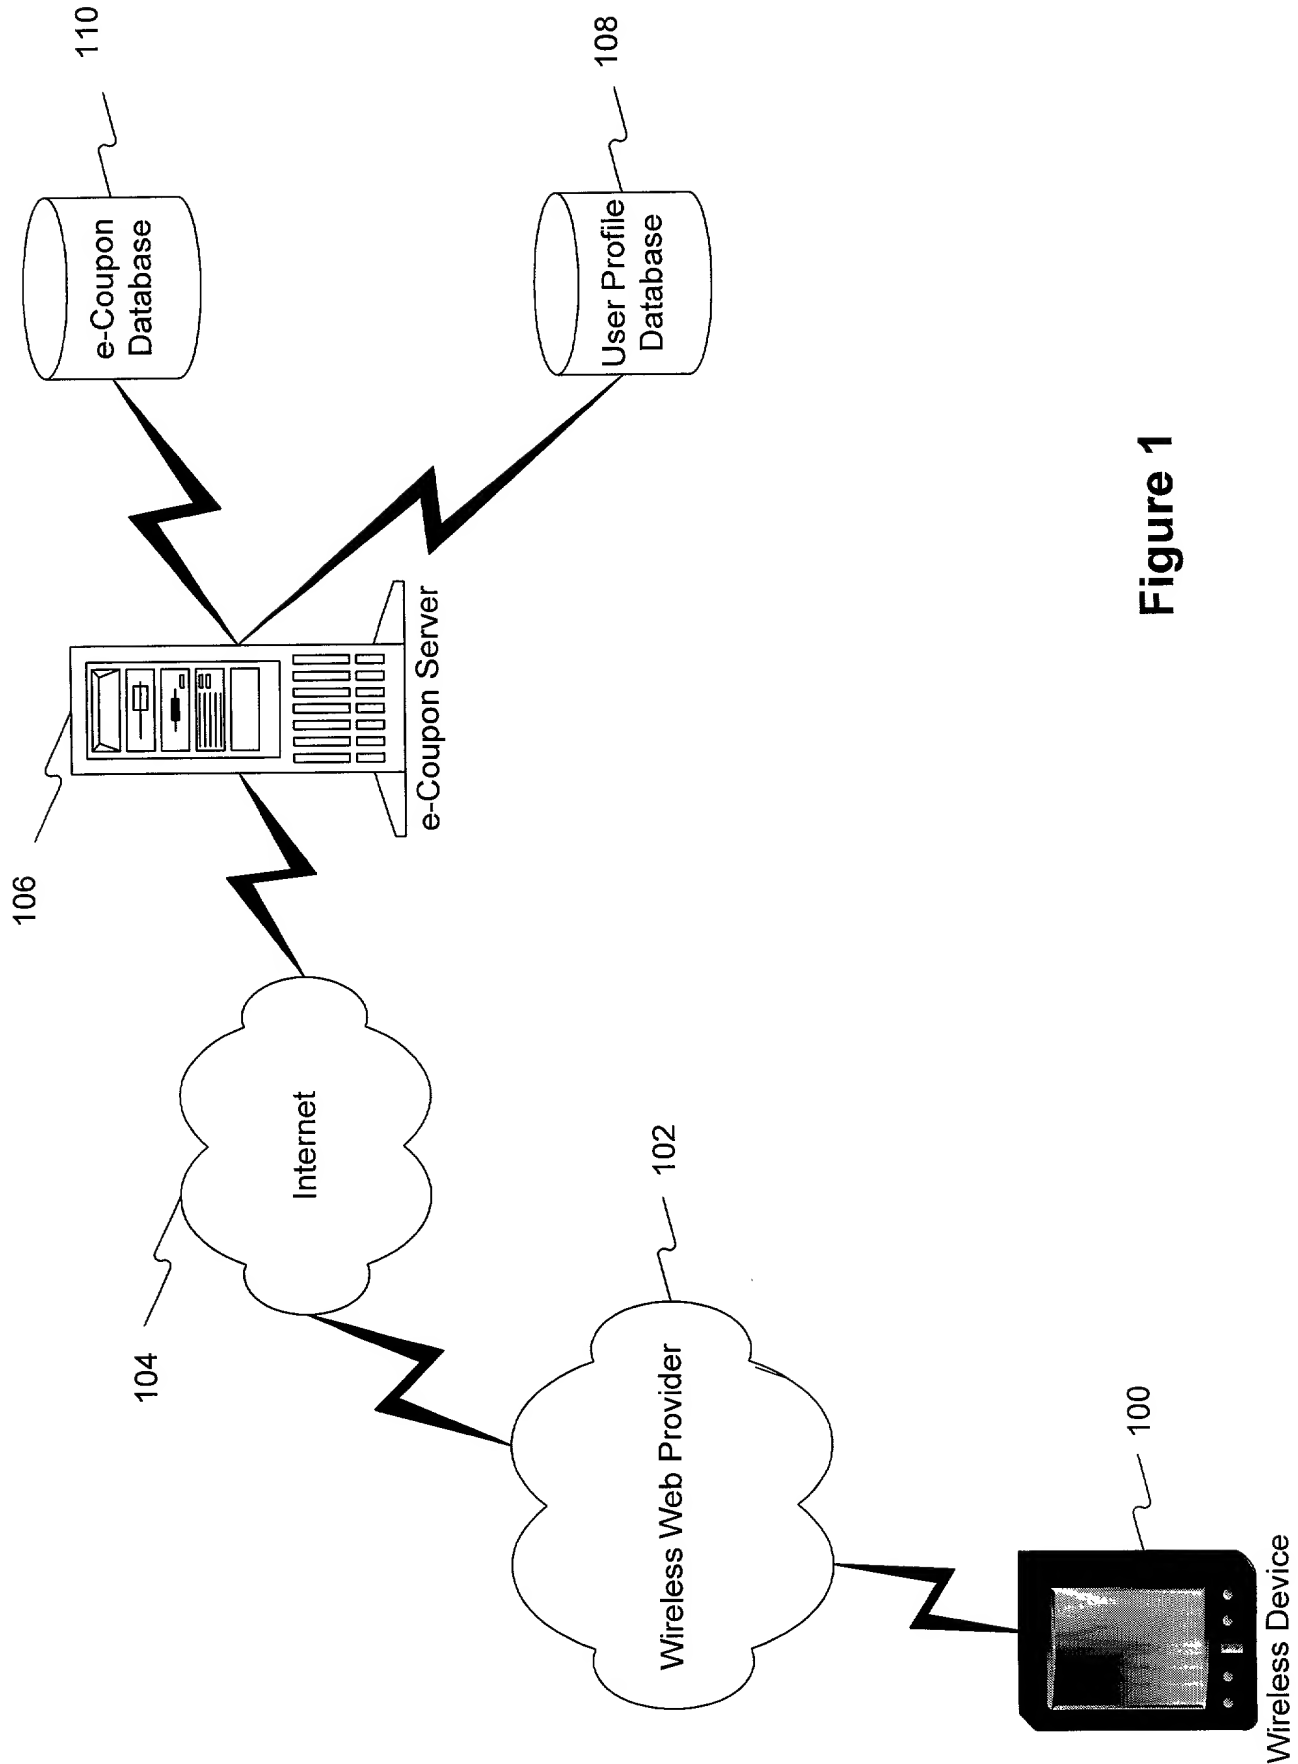 110
e-Coupon
Database
108
User Profile
Database
106
e-Coupon Server
104
Internet
102
Wireless Web Provider
100
Wireless Device
Figure 1